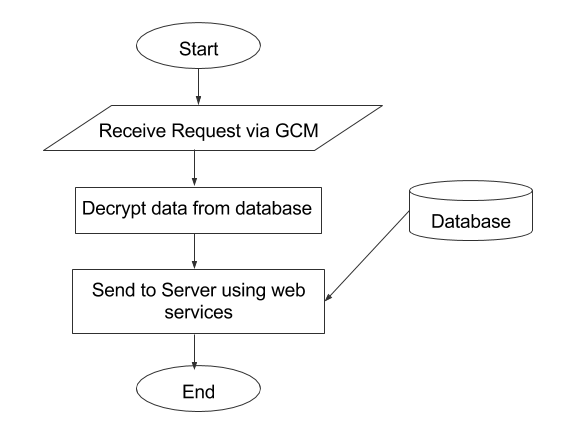 Start
Receive Request via GCM
Decrypt data from database
Database
Send to Server using web
services
End